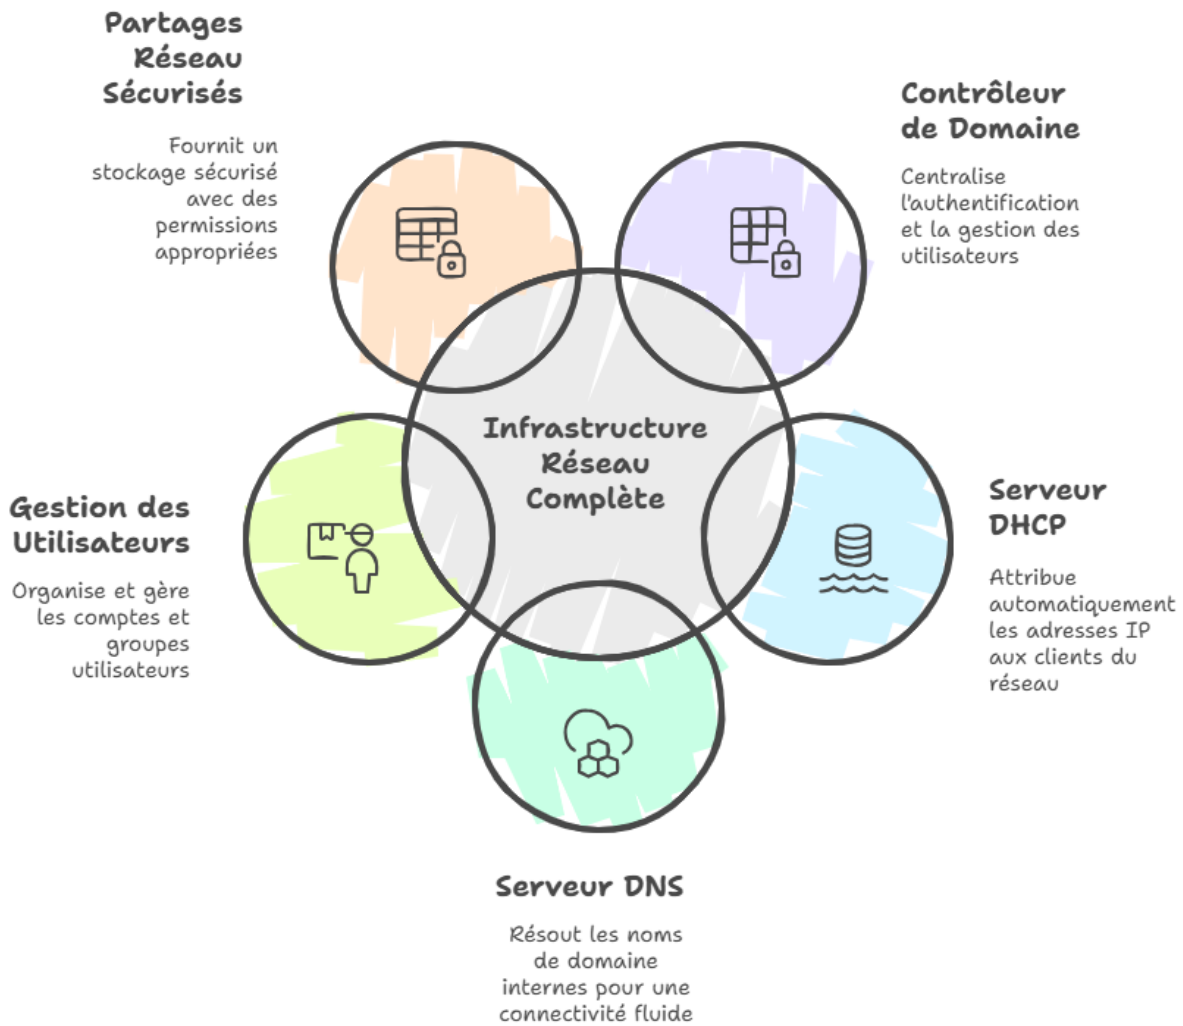 Partages
Réseau
Sécurisés
Fournit un
stockage sécurisé
avec des
permissions
appropriées
Contrôleur
de Domaine
Centralise
l'authentification
et la gestion des
utilisateurs
Infrastructure
Réseau
Complète
Gestion des
Utilisateurs
Organise et gère
les comptes et
groupes
utilisateurs
Serveur
DHCP
Attribue
automatiquement
les adresses IP
aux clients du
réseau
Serveur DNS
Résout les noms
de domaine
internes pour une
connectivité fluide